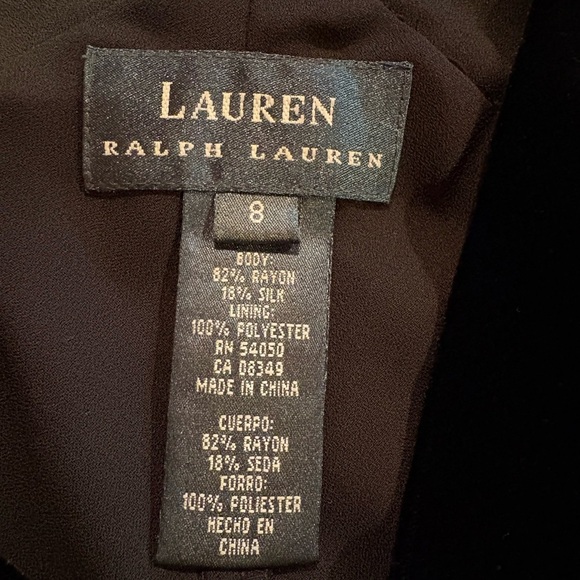 LAUREN
RALPH LAUREN
8
BODY:
82% RAYON
18% SILK
LINING:
100% POLYESTER
RN 54050
CA 08349
MADE IN CHINA
CUERPO:
82% RAYON
18% SEDA
FORRO:
100% POLIESTER
HECHO EN
CHINA